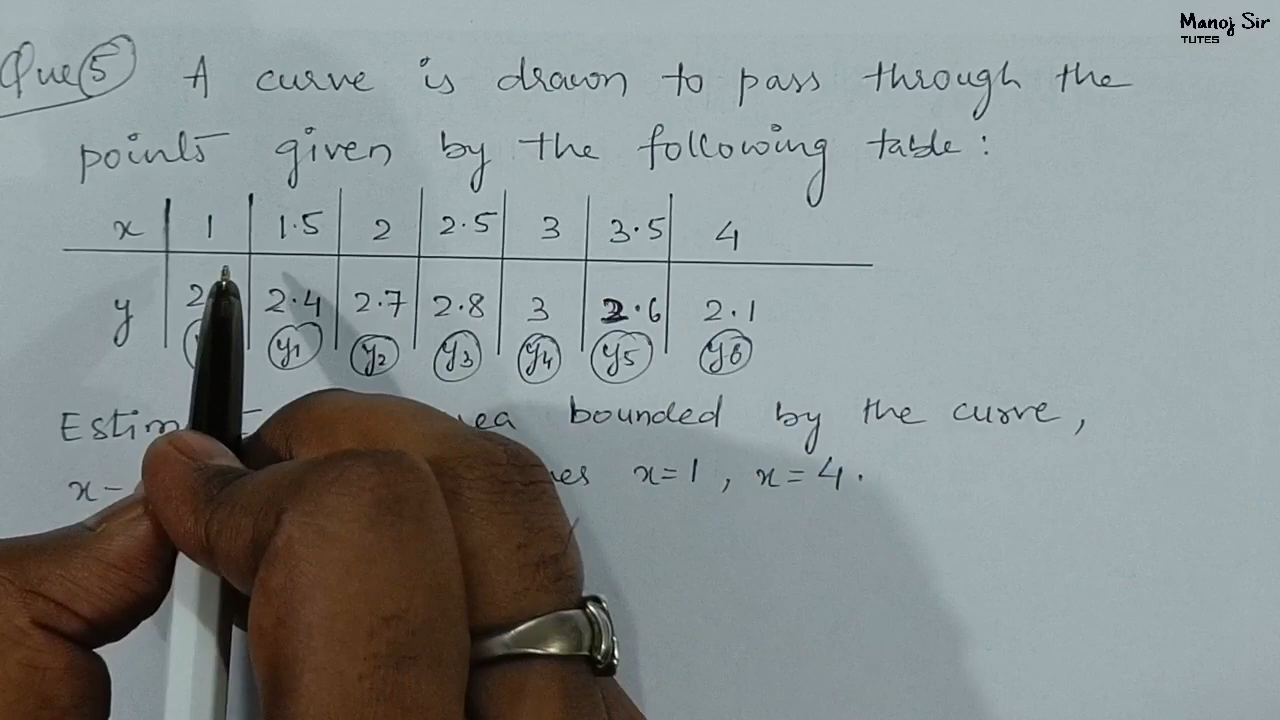 Manoj Sir
TUTES
Que 5 A curve is drawn to pass through the
points given by the following table:
x 1 1.5 2 2.5 3 3.5 4
y 2 2.4 2.7 2.8 3 2.6 2.1
y1 y2 y3 y4 y5 y6
bounded by the curve,
x=1, x=4.